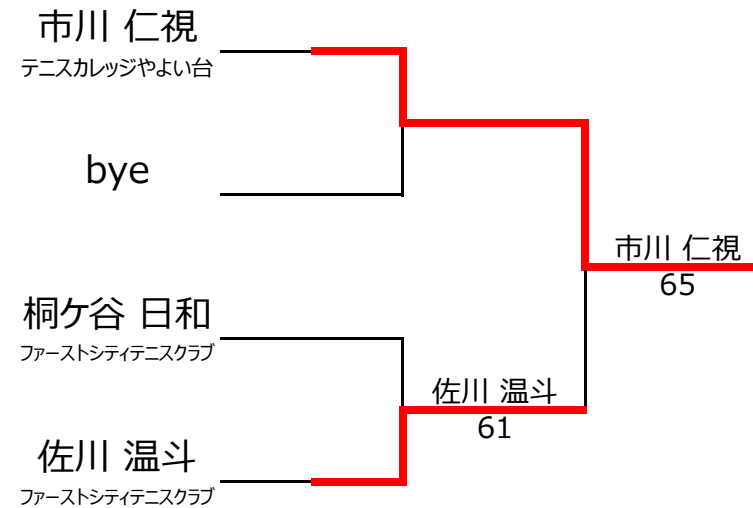 市川 仁視
テニスカレッジやよい台
bye
市川 仁視
65
桐ケ谷 日和
ファーストシティテニスクラブ
佐川 温斗
61
佐川 温斗
ファーストシティテニスクラブ